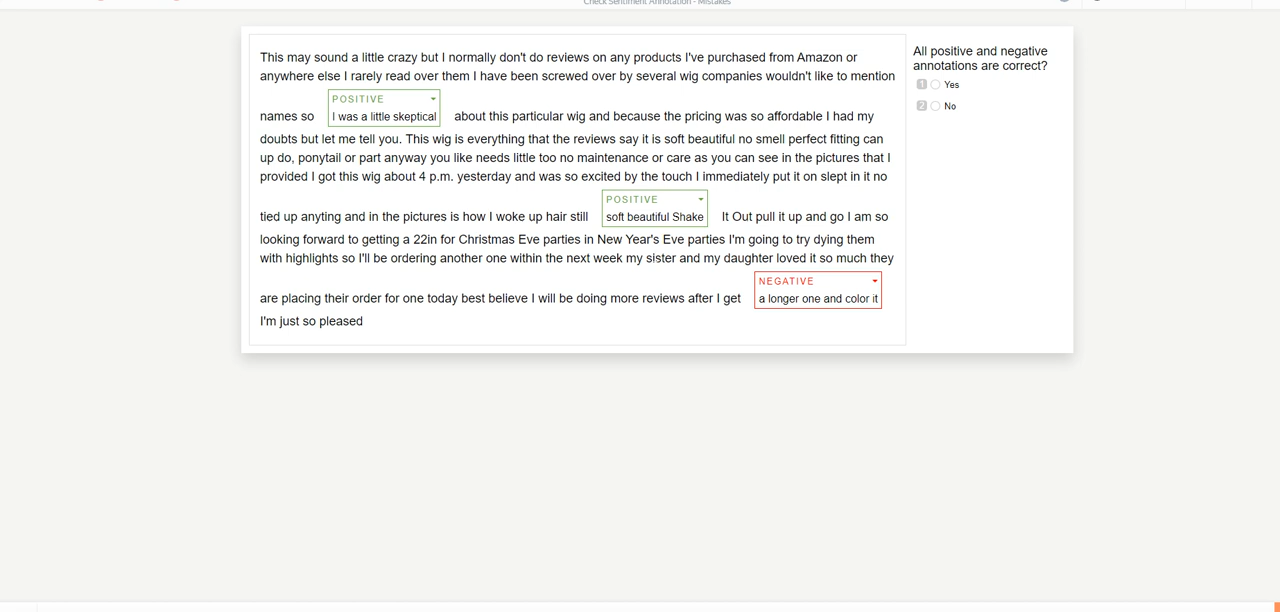 Check Sentiment Annotation - Mistakes
This may sound a little crazy but I normally don't do reviews on any products I've purchased from Amazon or
anywhere else I rarely read over them I have been screwed over by several wig companies wouldn't like to mention
POSITIVE
names so I was a little skeptical about this particular wig and because the pricing was so affordable I had my
doubts but let me tell you. This wig is everything that the reviews say it is soft beautiful no smell perfect fitting can
up do, ponytail or part anyway you like needs little too no maintenance or care as you can see in the pictures that I
provided I got this wig about 4 p.m. yesterday and was so excited by the touch I immediately put it on slept in it no
POSITIVE
tied up anyting and in the pictures is how I woke up hair still soft beautiful Shake It Out pull it up and go I am so
looking forward to getting a 22in for Christmas Eve parties in New Year's Eve parties I'm going to try dying them
with highlights so I'll be ordering another one within the next week my sister and my daughter loved it so much they
NEGATIVE
are placing their order for one today best believe I will be doing more reviews after I get a longer one and color it
I'm just so pleased
All positive and negative
annotations are correct?
1 Yes
2 No